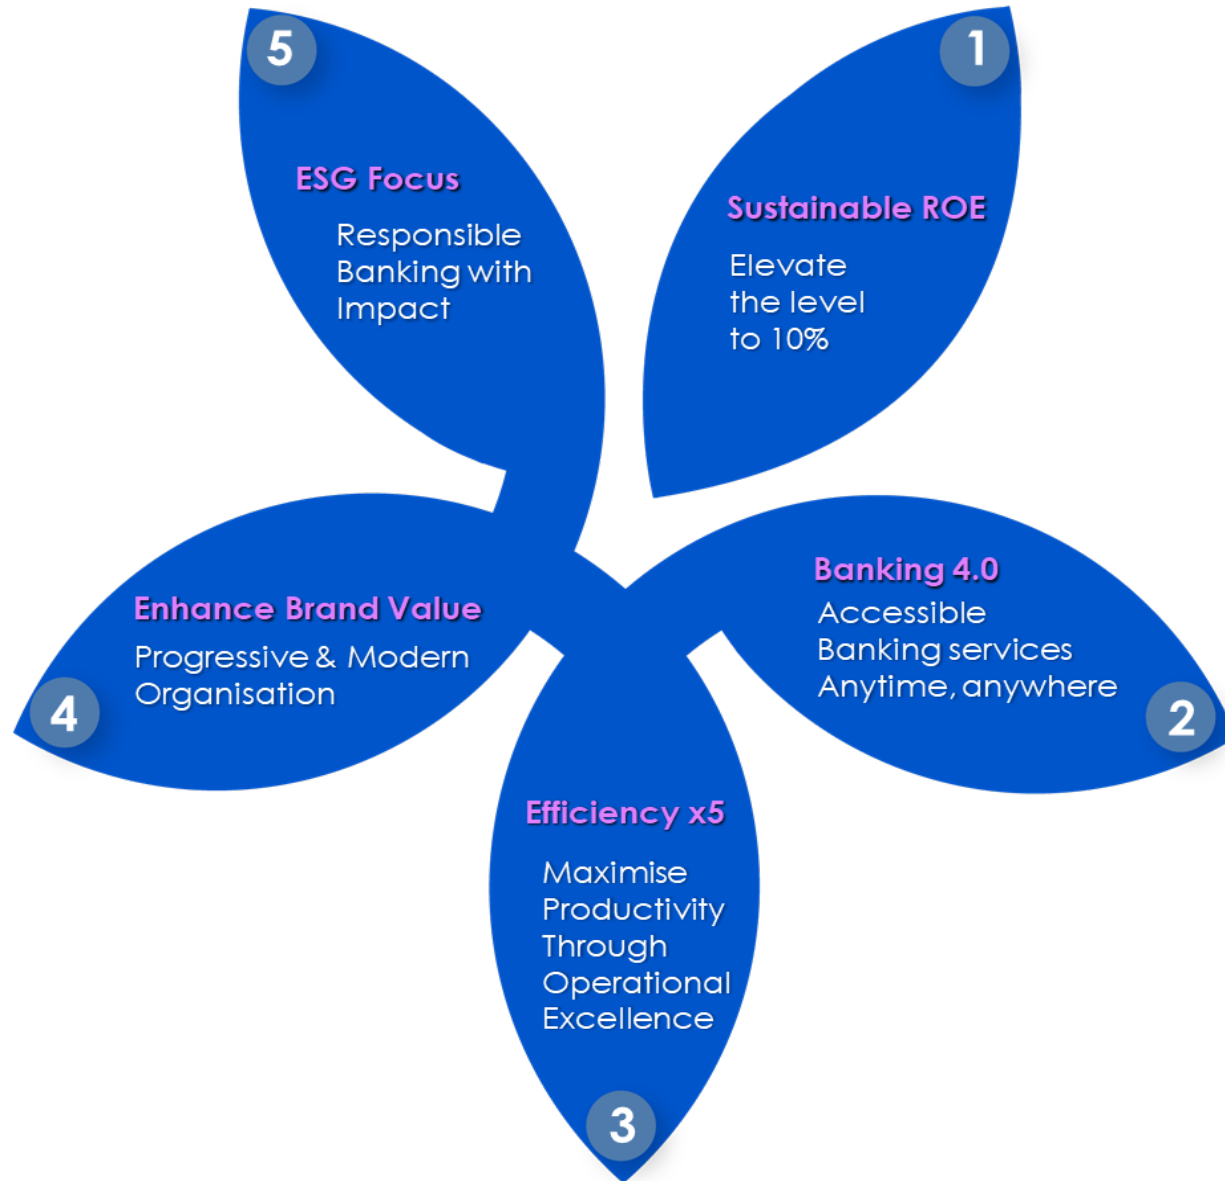 1
Sustainable ROE
Elevate
the level
to 10%
2
Banking 4.0
Accessible
Banking services
Anytime, anywhere
3
Efficiency x5
Maximise
Productivity
Through
Operational
Excellence
4
Enhance Brand Value
Progressive & Modern
Organisation
5
ESG Focus
Responsible
Banking with
Impact